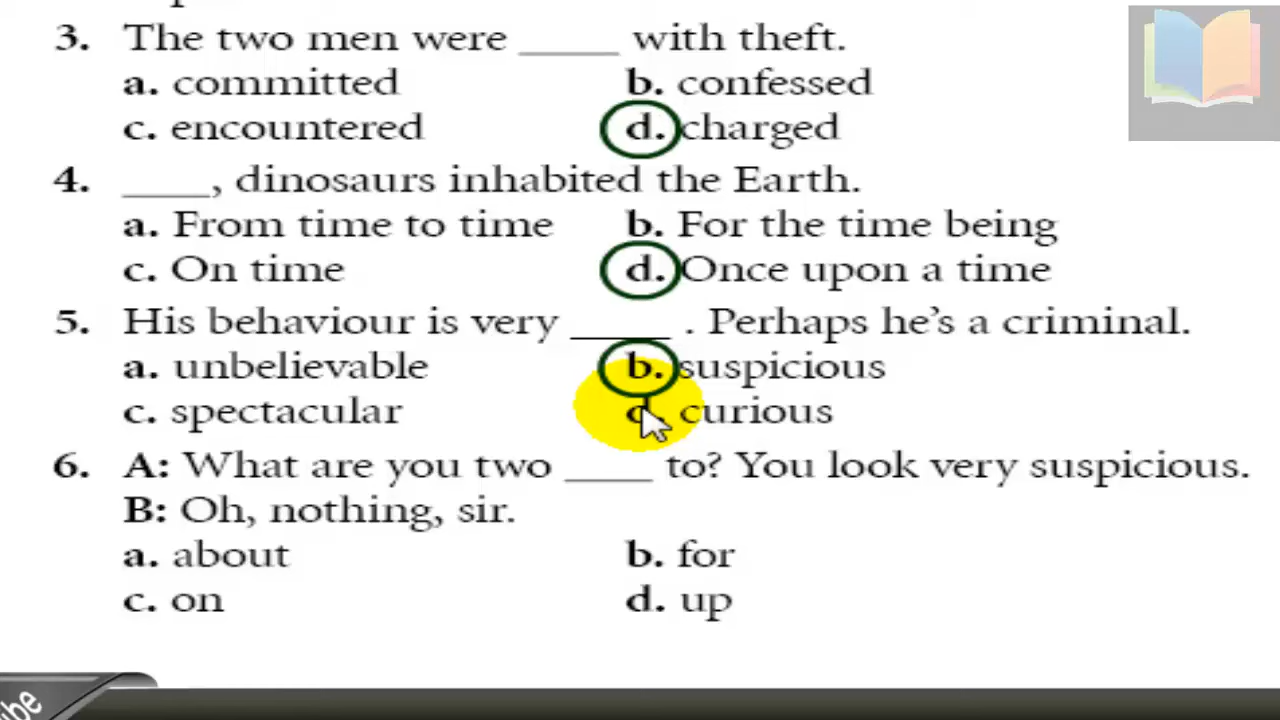 3. The two men were _____ with theft.
a. committed b. confessed
c. encountered d. charged
4. ____, dinosaurs inhabited the Earth.
a. From time to time b. For the time being
c. On time d. Once upon a time
5. His behaviour is very _____ . Perhaps he's a criminal.
a. unbelievable b. suspicious
c. spectacular d. curious
6. A: What are you two ____ to? You look very suspicious.
B: Oh, nothing, sir.
a. about b. for
c. on d. up